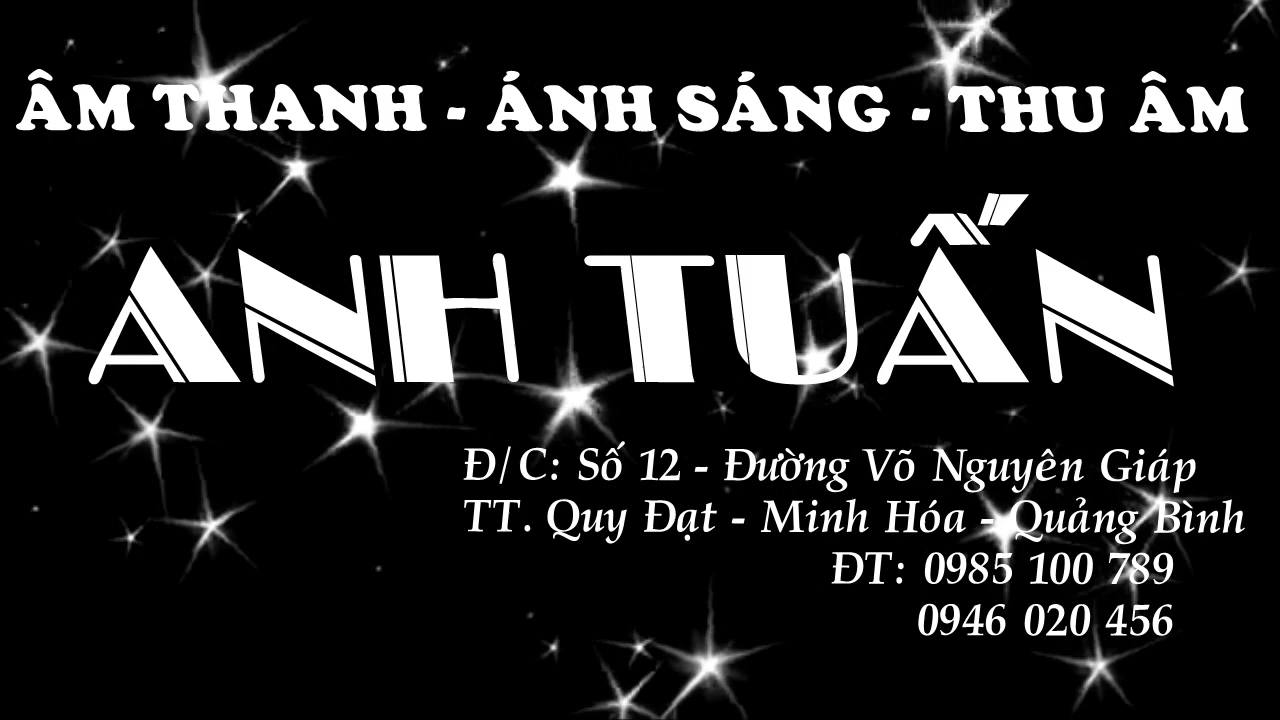 ÂM THANH - ÁNH SÁNG - THU ÂM
ANH TUẤN
Đ/C: Số 12 - Đường Võ Nguyên Giáp
TT. Quy Đạt - Minh Hóa - Quảng Bình
ĐT: 0985 100 789
0946 020 456